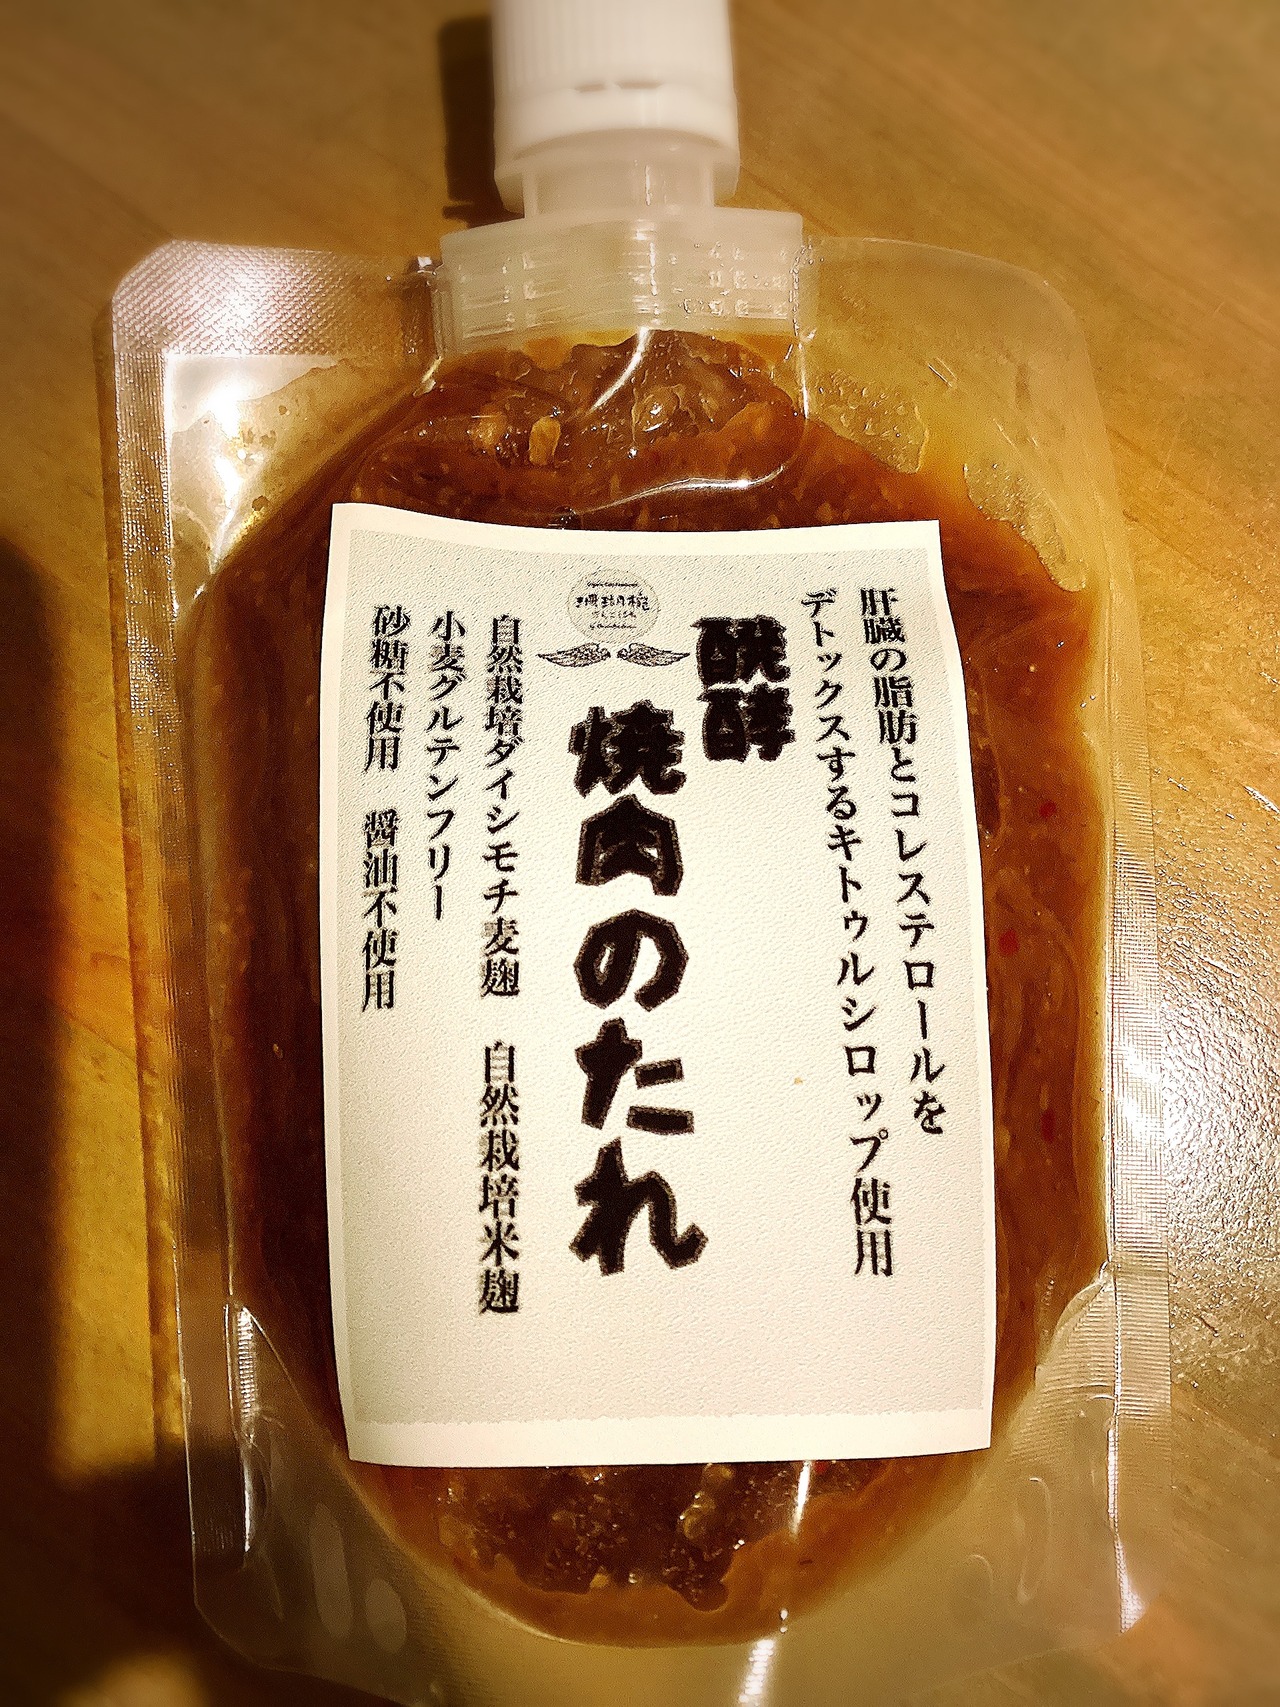 肝臓の脂肪とコレステロールを
デトックスするキトゥルシロップ使用
醗酵
焼肉のたれ
珊瑚椀
自然栽培ダイシモチ麦麹　自然栽培米麹
小麦グルテンフリー
砂糖不使用　醤油不使用